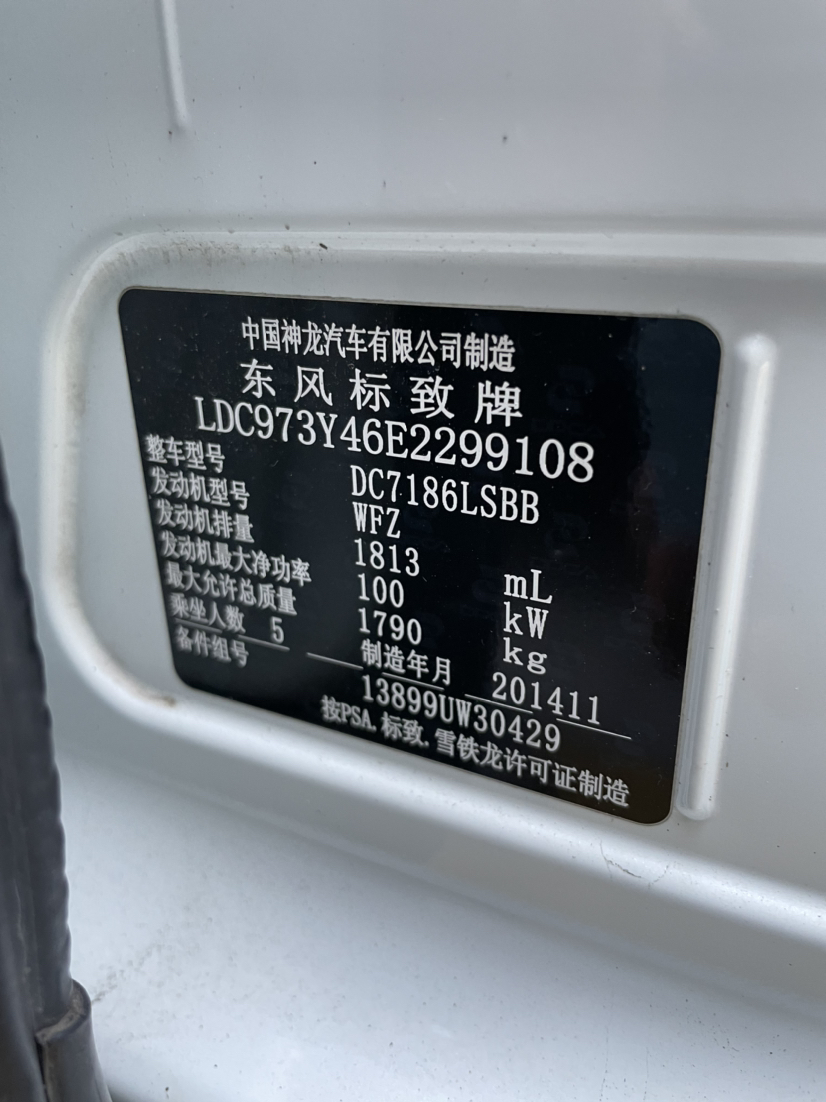 中国神龙汽车有限公司制造
东风标致牌
LDC973Y46E2299108
整车型号 DC7186LSBB
发动机型号 WFZ
发动机排量 1813 mL
发动机最大净功率 100 kW
最大允许总质量 1790 kg
乘坐人数 5 制造年月 201411
备件组号 13899UW30429
按PSA.标致.雪铁龙许可证制造